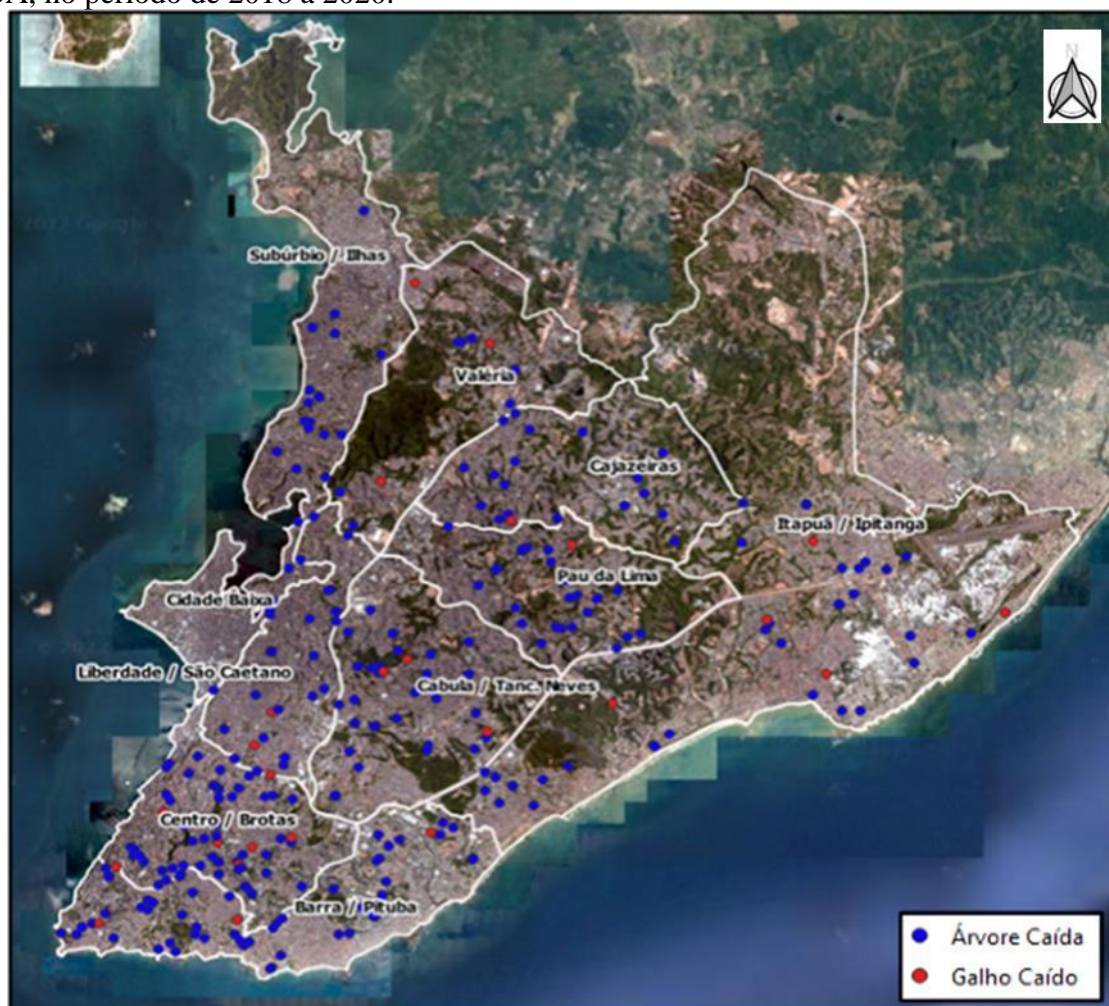 BA, no período de 2018 a 2020.
N
Subúrbio / Ilhas
Valéria
Cajazeiras
Itapuã / Ipitanga
Pau da Lima
Cidade Baixa
Liberdade / São Caetano
Cabula / Tanc. Neves
Centro / Brotas
Barra / Pituba
Árvore Caída
Galho Caído